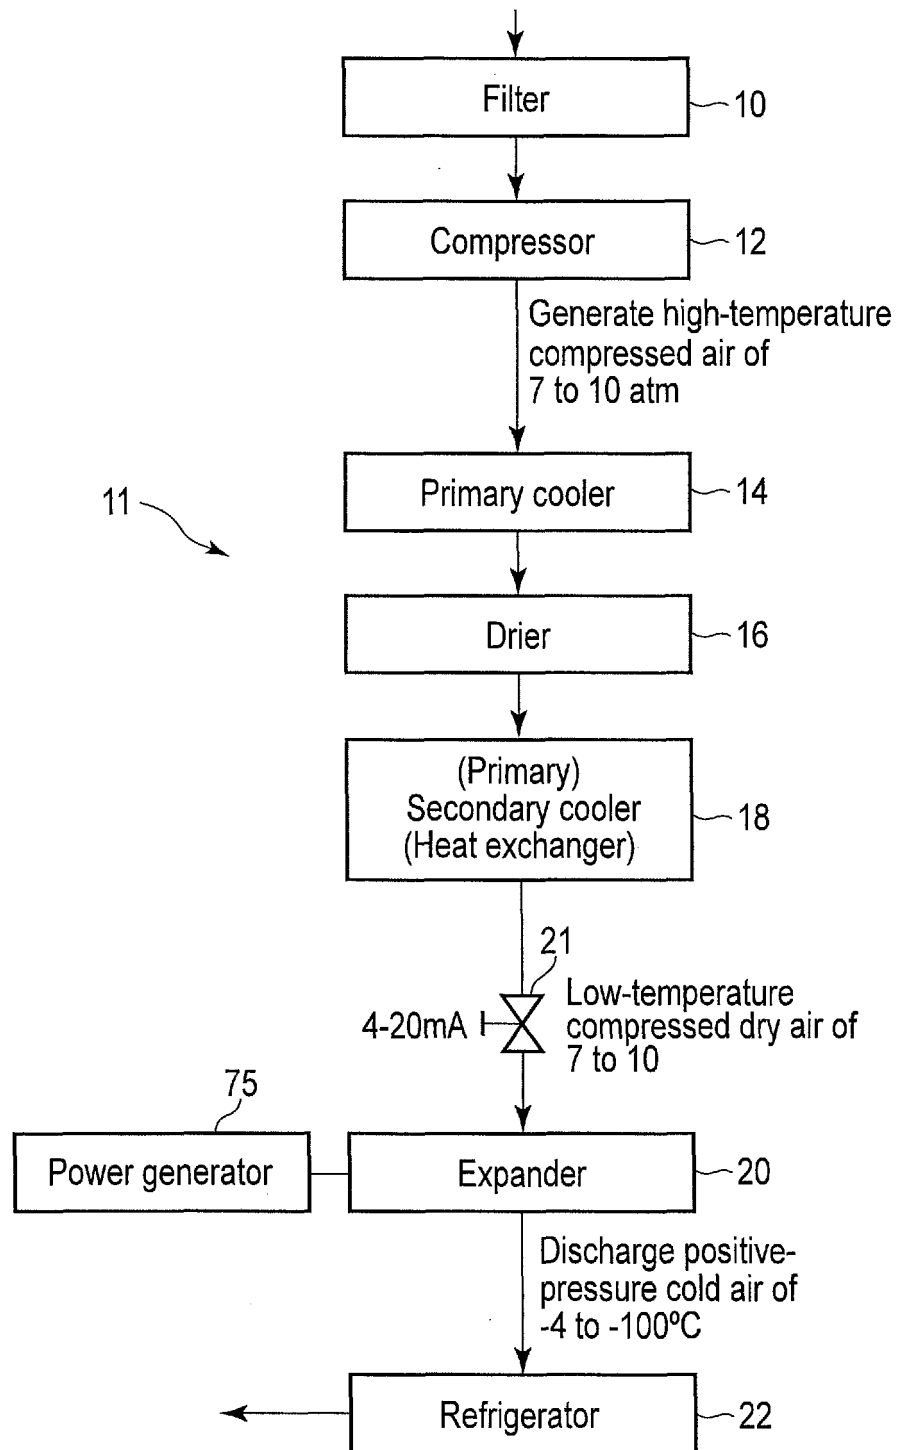 Filter
10
Compressor
12
Generate high-temperature
compressed air of
7 to 10 atm
Primary cooler
14
11
Drier
16
(Primary)
Secondary cooler
(Heat exchanger)
18
21
4-20mA
Low-temperature
compressed dry air of
7 to 10
75
Power generator
Expander
20
Discharge positive-
pressure cold air of
-4 to -100ºC
Refrigerator
22